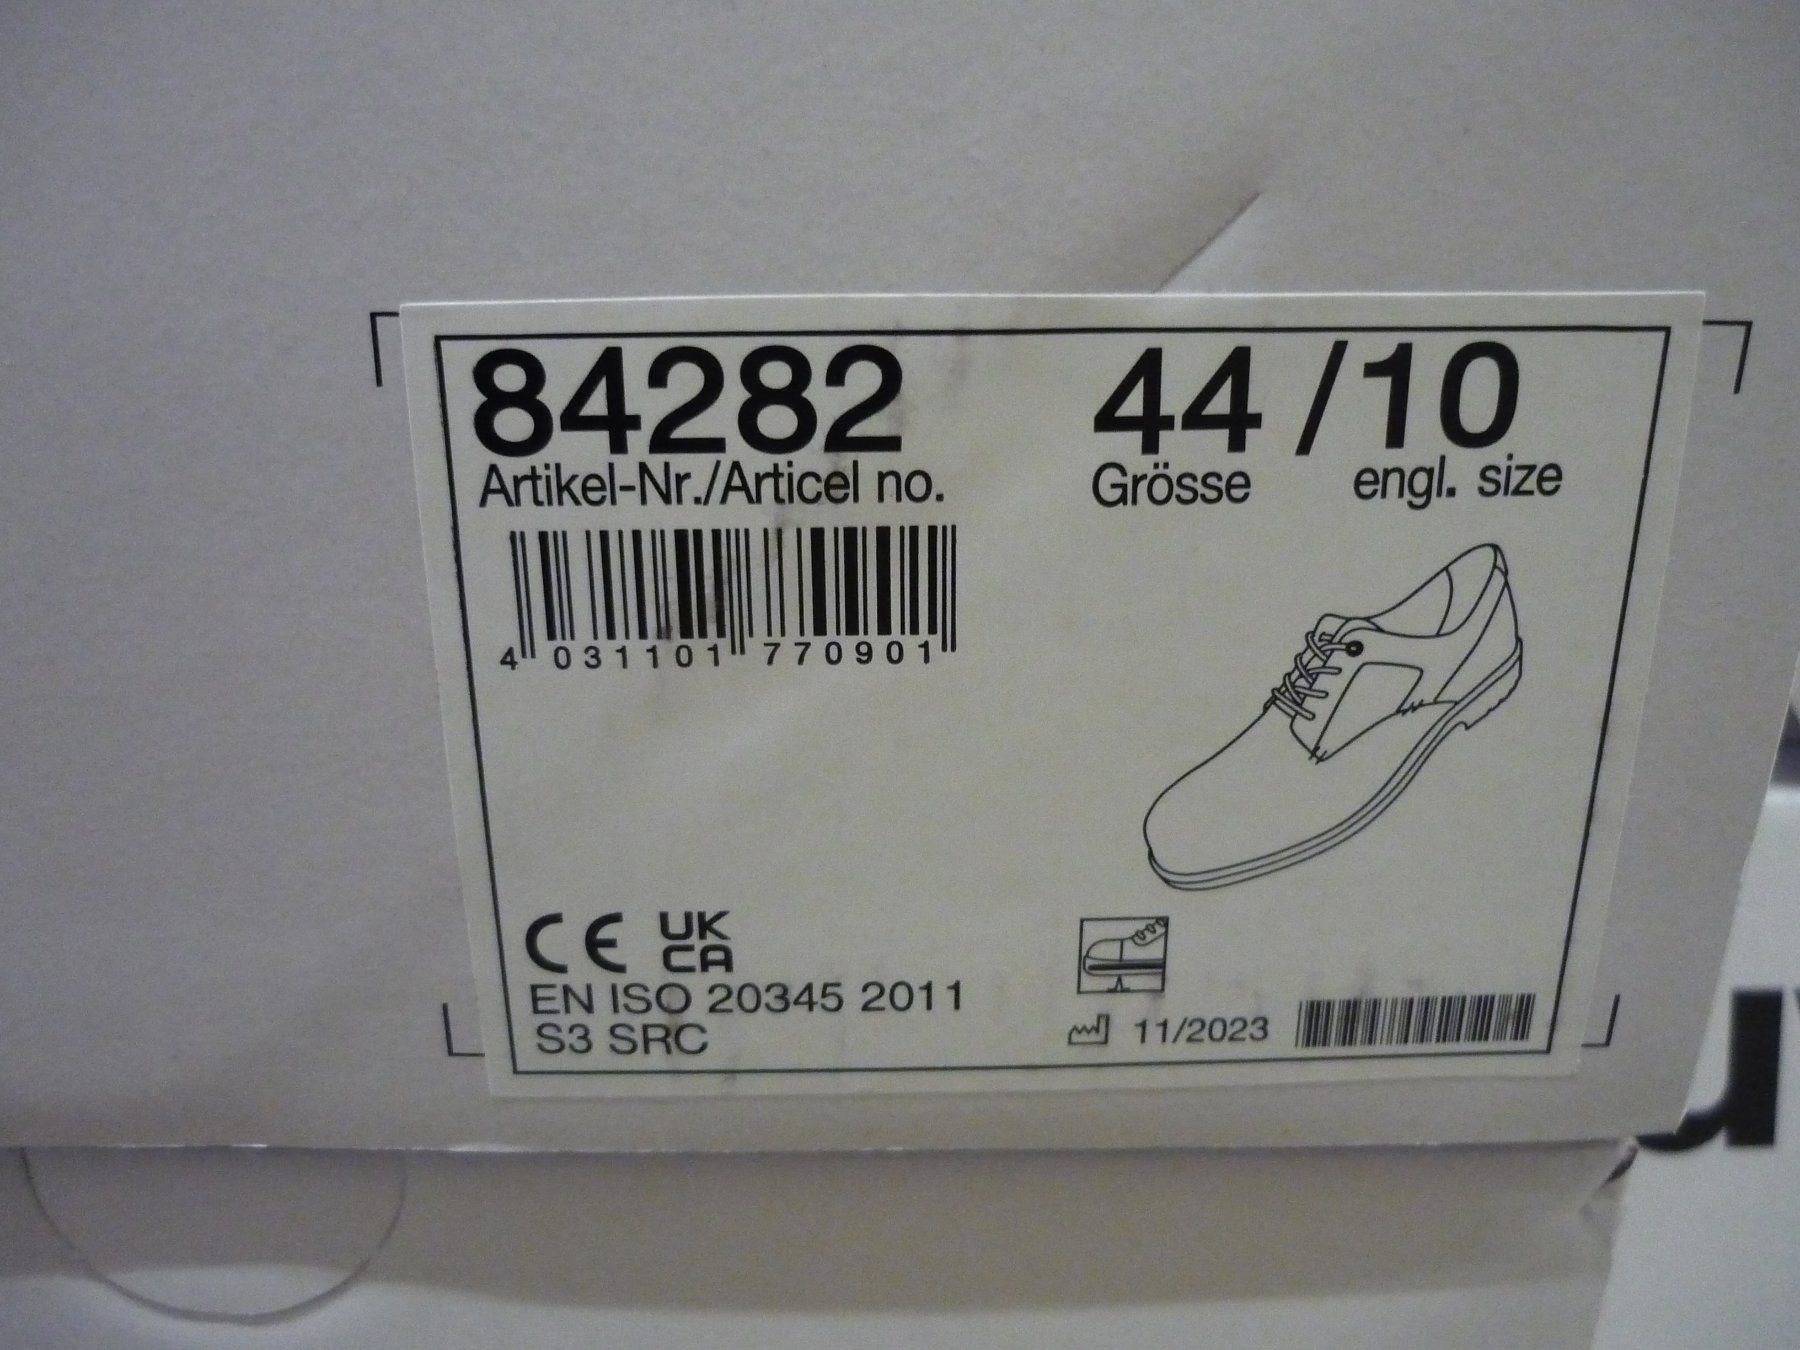 84282 44/10
Artikel-Nr./Articel no. Grösse engl. size
4 031101 770901
CE UK
CA
EN ISO 20345 2011
S3 SRC 11/2023